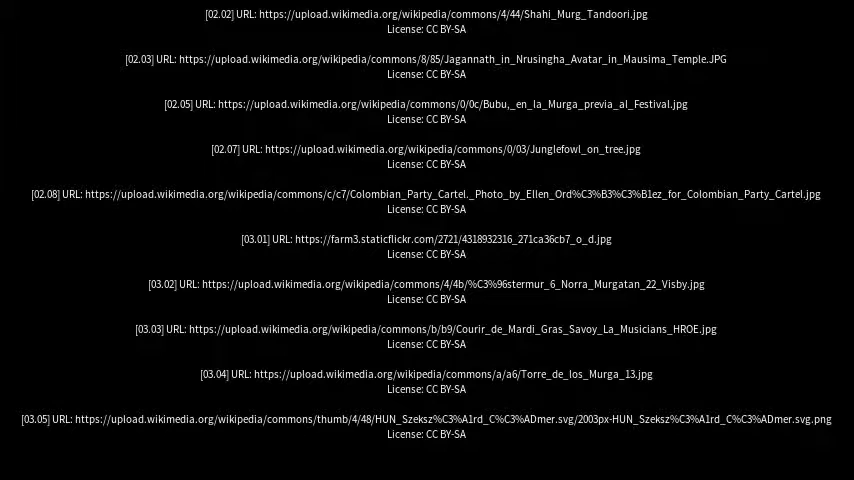 [02.02] URL: https://upload.wikimedia.org/wikipedia/commons/4/44/Shahi_Murg_Tandoori.jpg
License: CC BY-SA
[02.03] URL: https://upload.wikimedia.org/wikipedia/commons/8/85/Jagannath_in_Nrusingha_Avatar_in_Mausima_Temple.JPG
License: CC BY-SA
[02.05] URL: https://upload.wikimedia.org/wikipedia/commons/0/0c/Bubu,_en_la_Murga_previa_al_Festival.jpg
License: CC BY-SA
[02.07] URL: https://upload.wikimedia.org/wikipedia/commons/0/03/Junglefowl_on_tree.jpg
License: CC BY-SA
[02.08] URL: https://upload.wikimedia.org/wikipedia/commons/c/c7/Colombian_Party_Cartel._Photo_by_Ellen_Ord%C3%B3%C3%B1ez_for_Colombian_Party_Cartel.jpg
License: CC BY-SA
[03.01] URL: https://farm3.staticflickr.com/2721/4318932316_271ca36cb7_o_d.jpg
License: CC BY-SA
[03.02] URL: https://upload.wikimedia.org/wikipedia/commons/4/4b/%C3%96stermur_6_Norra_Murgatan_22_Visby.jpg
License: CC BY-SA
[03.03] URL: https://upload.wikimedia.org/wikipedia/commons/b/b9/Courir_de_Mardi_Gras_Savoy_La_Musicians_HROE.jpg
License: CC BY-SA
[03.04] URL: https://upload.wikimedia.org/wikipedia/commons/a/a6/Torre_de_los_Murga_13.jpg
License: CC BY-SA
[03.05] URL: https://upload.wikimedia.org/wikipedia/commons/thumb/4/48/HUN_Szeksz%C3%A1rd_C%C3%ADmer.svg/2003px-HUN_Szeksz%C3%A1rd_C%C3%ADmer.svg.png
License: CC BY-SA